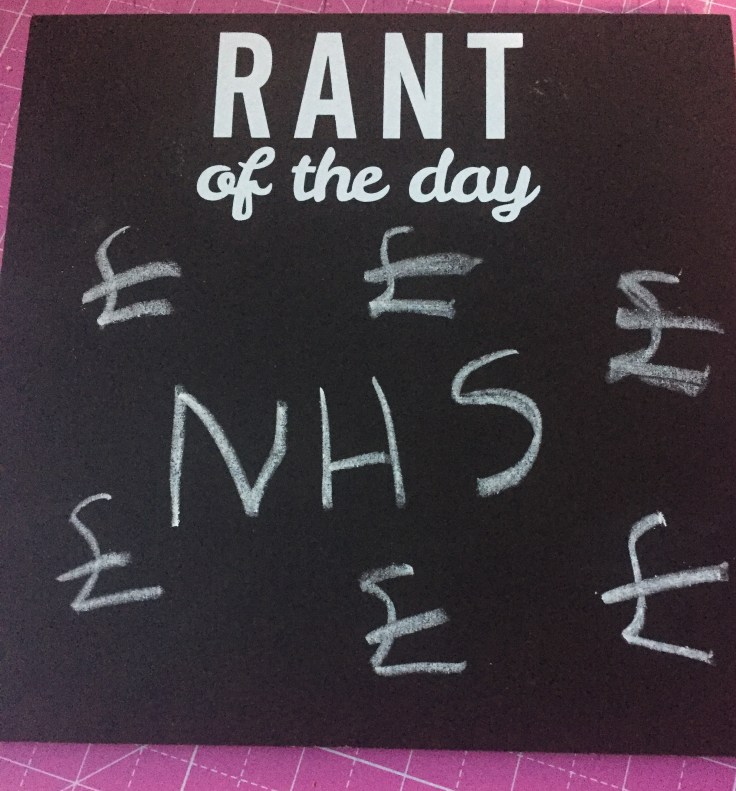 RANT
of the day
£ £ £
NHS
£ £ £